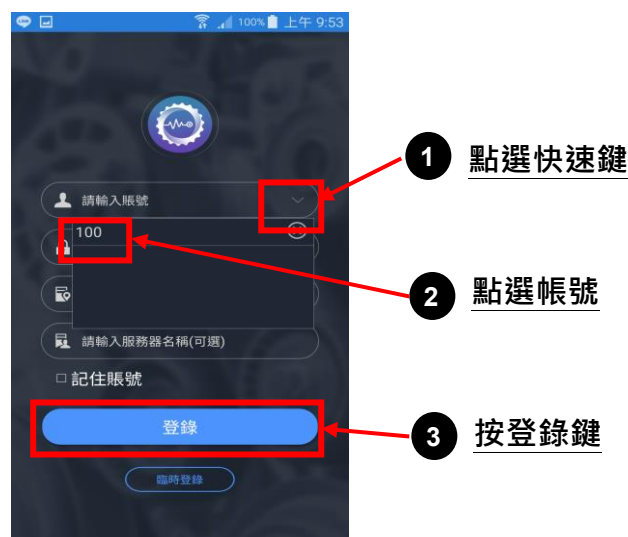 100% 上午 9:53
1 點選快速鍵
請輸入賬號
100
2 點選帳號
請輸入服務器名稱(可選)
記住賬號
登錄
3 按登錄鍵
臨時登錄